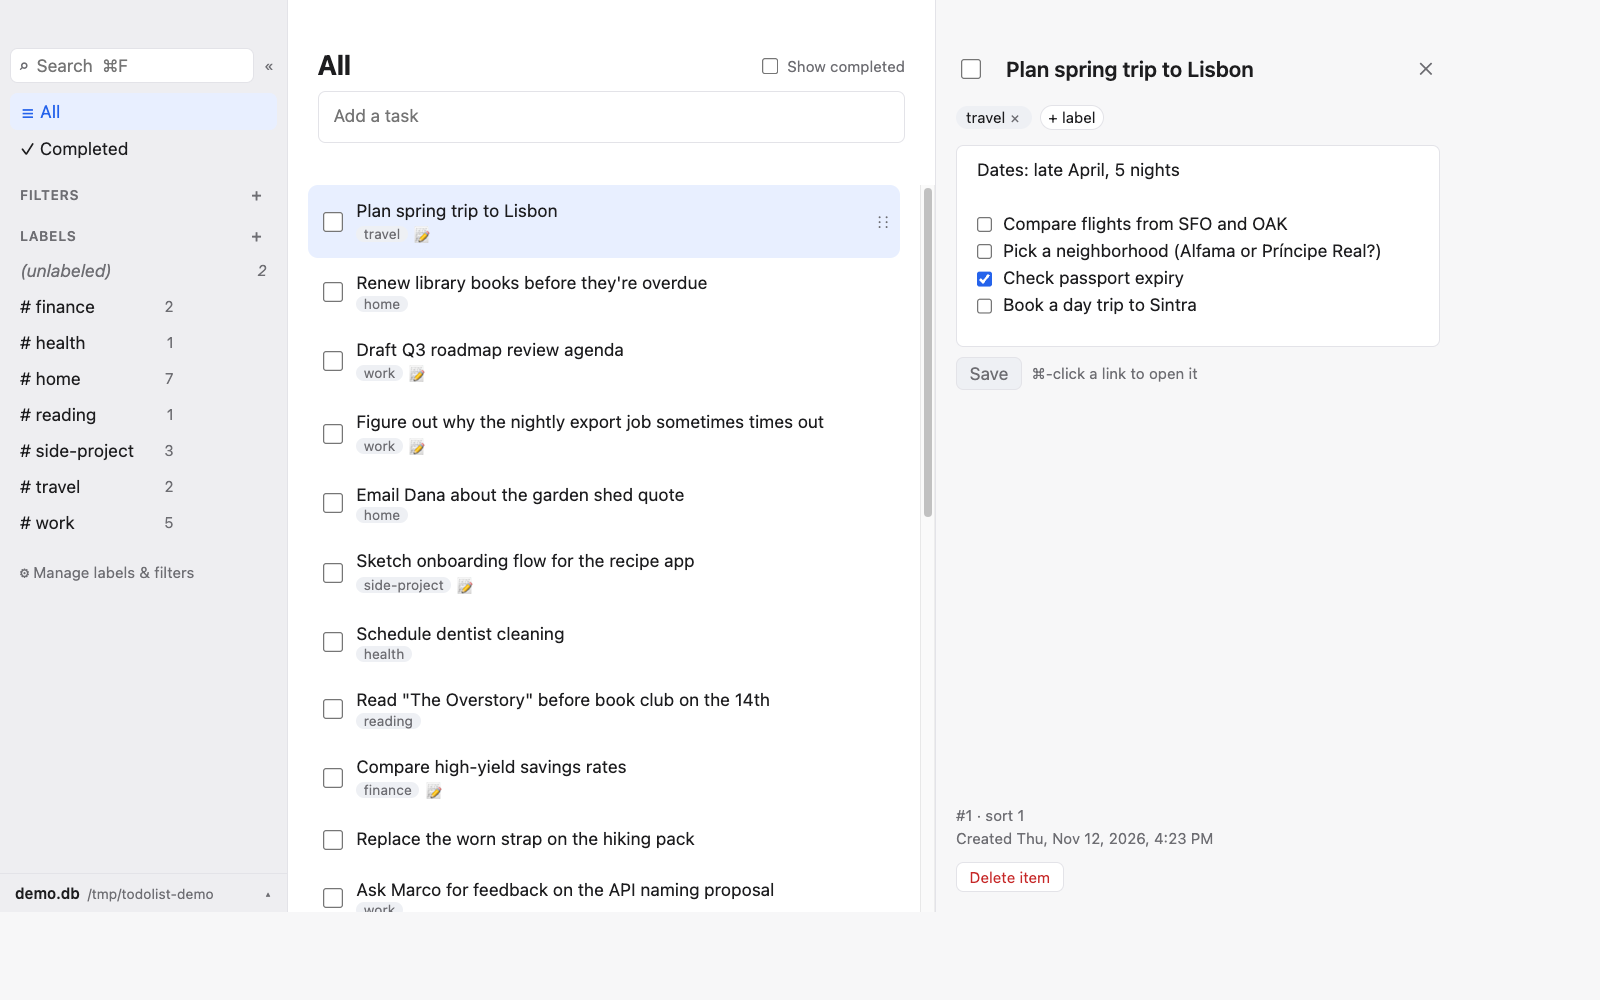 Search ⌘F
«
All
Completed
FILTERS +
LABELS +
(unlabeled) 2
# finance 2
# health 1
# home 7
# reading 1
# side-project 3
# travel 2
# work 5
Manage labels & filters
demo.db /tmp/todolist-demo
All
Show completed
Add a task
Plan spring trip to Lisbon
travel
Renew library books before they're overdue
home
Draft Q3 roadmap review agenda
work
Figure out why the nightly export job sometimes times out
work
Email Dana about the garden shed quote
home
Sketch onboarding flow for the recipe app
side-project
Schedule dentist cleaning
health
Read "The Overstory" before book club on the 14th
reading
Compare high-yield savings rates
finance
Replace the worn strap on the hiking pack
Ask Marco for feedback on the API naming proposal
work
Plan spring trip to Lisbon
travel ×
+ label
Dates: late April, 5 nights
Compare flights from SFO and OAK
Pick a neighborhood (Alfama or Príncipe Real?)
Check passport expiry
Book a day trip to Sintra
Save ⌘-click a link to open it
#1 · sort 1
Created Thu, Nov 12, 2026, 4:23 PM
Delete item